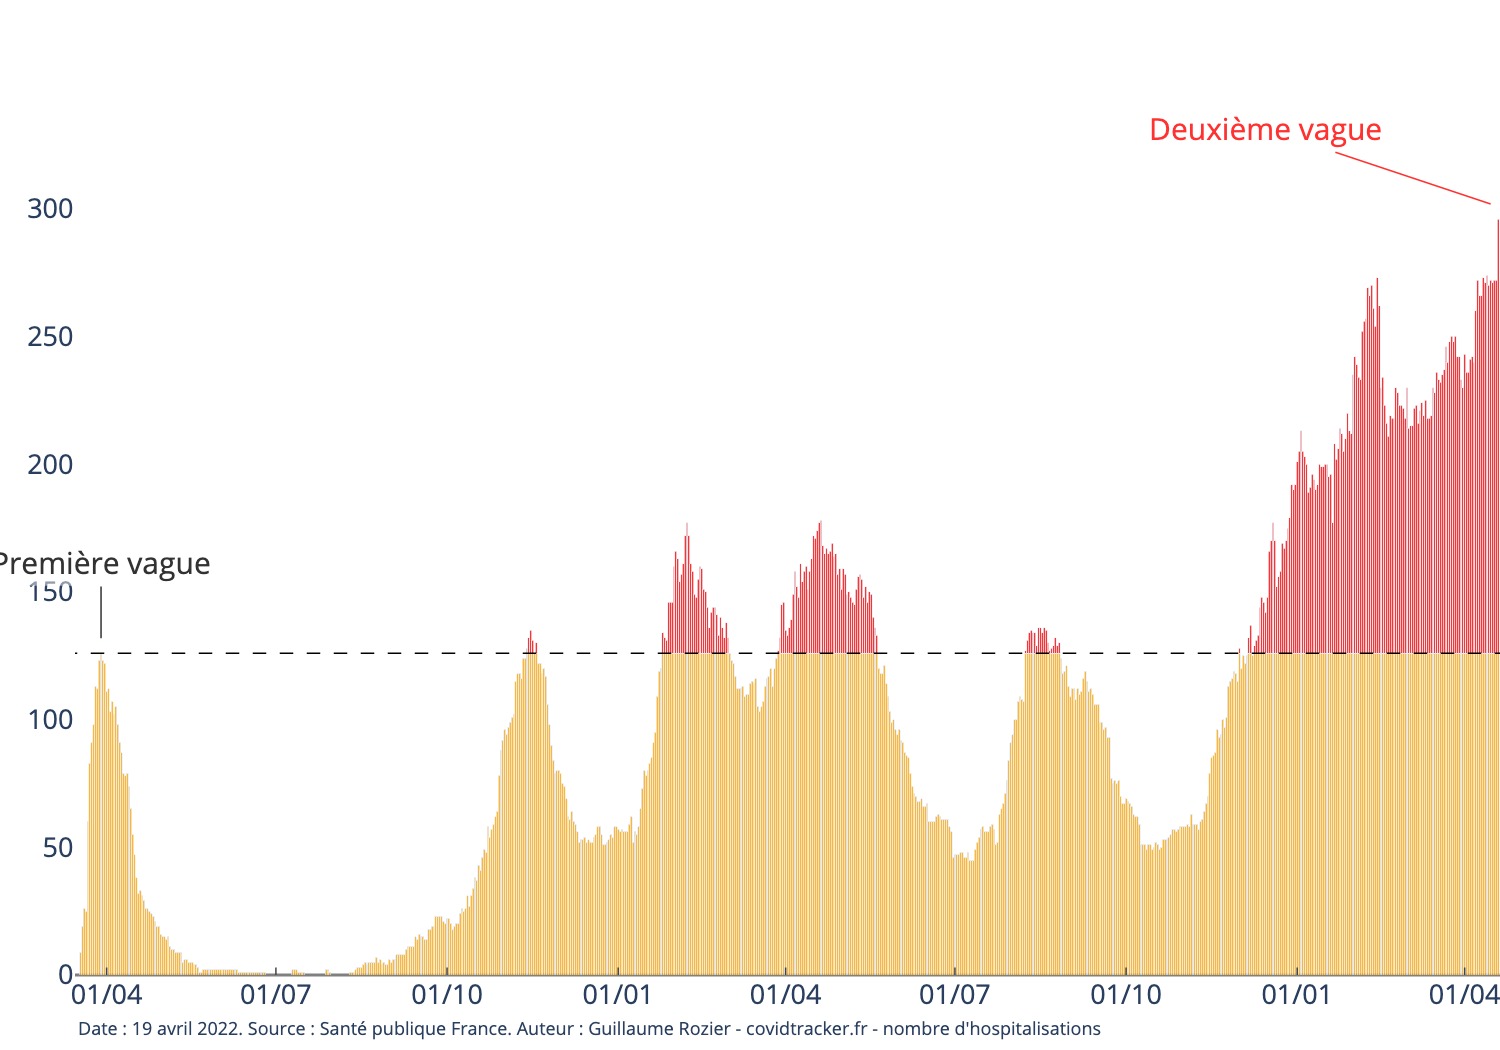 Deuxième vague
300
250
200
Première vague
150
100
50
0
01/04 01/07 01/10 01/01 01/04 01/07 01/10 01/01 01/04
Date : 19 avril 2022. Source : Santé publique France. Auteur : Guillaume Rozier - covidtracker.fr - nombre d'hospitalisations